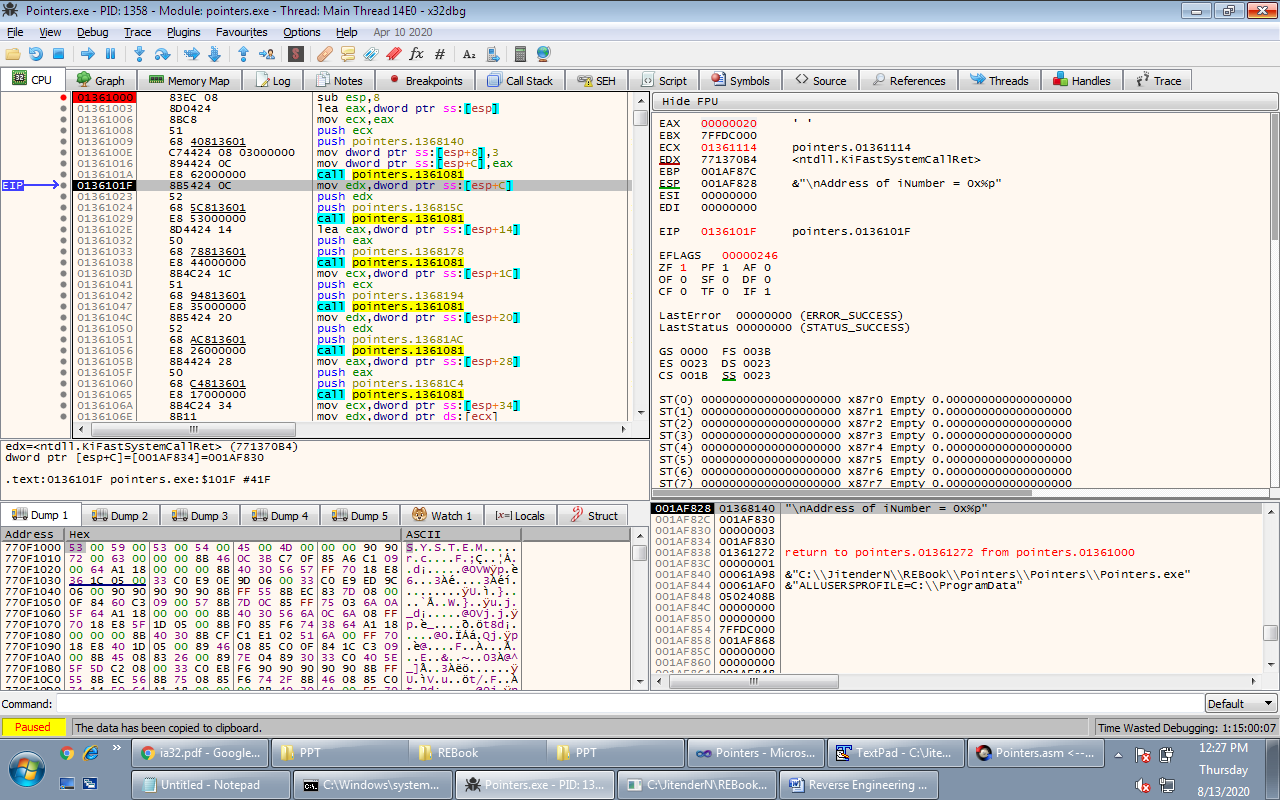 Pointers.exe - PID: 1358 - Module: pointers.exe - Thread: Main Thread 14E0 - x32dbg
File View Debug Trace Plugins Favourites Options Help Apr 10 2020
CPU Graph Memory Map Log Notes Breakpoints Call Stack SEH Script Symbols Source References Threads Handles Trace
01361000 83EC 08 sub esp,8
01361003 8D0424 lea eax,dword ptr ss:[esp]
01361006 8BC8 mov ecx,eax
01361008 51 push ecx
01361009 68 40813601 push pointers.1368140
0136100E C74424 08 03000000 mov dword ptr ss:[esp+8],3
01361016 894424 0C mov dword ptr ss:[esp+C],eax
0136101A E8 62000000 call pointers.1361081
EIP 0136101F 8B5424 0C mov edx,dword ptr ss:[esp+C]
01361023 52 push edx
01361024 68 5C813601 push pointers.136815C
01361029 E8 53000000 call pointers.1361081
0136102E 8D4424 14 lea eax,dword ptr ss:[esp+14]
01361032 50 push eax
01361033 68 78813601 push pointers.1368178
01361038 E8 44000000 call pointers.1361081
0136103D 8B4C24 1C mov ecx,dword ptr ss:[esp+1C]
01361041 51 push ecx
01361042 68 94813601 push pointers.1368194
01361047 E8 35000000 call pointers.1361081
0136104C 8B5424 20 mov edx,dword ptr ss:[esp+20]
01361050 52 push edx
01361051 68 AC813601 push pointers.13681AC
01361056 E8 26000000 call pointers.1361081
0136105B 8B4424 28 mov eax,dword ptr ss:[esp+28]
0136105F 50 push eax
01361060 68 C4813601 push pointers.13681C4
01361065 E8 17000000 call pointers.1361081
0136106A 8B4C24 34 mov ecx,dword ptr ss:[esp+34]
0136106E 8B11 mov edx,dword ptr ds:[ecx]
Hide FPU
EAX 00000020 ' '
EBX 7FFDC000
ECX 01361114 pointers.01361114
EDX 771370B4 <ntdll.KiFastSystemCallRet>
EBP 001AF87C
ESP 001AF828 &"\nAddress of iNumber = 0x%p"
ESI 00000000
EDI 00000000
EIP 0136101F pointers.0136101F
EFLAGS 00000246
ZF 1 PF 1 AF 0
OF 0 SF 0 DF 0
CF 0 TF 0 IF 1
LastError 00000000 (ERROR_SUCCESS)
LastStatus 00000000 (STATUS_SUCCESS)
GS 0000 FS 003B
ES 0023 DS 0023
CS 001B SS 0023
ST(0) 00000000000000000000 x87r0 Empty 0.000000000000000000
ST(1) 00000000000000000000 x87r1 Empty 0.000000000000000000
ST(2) 00000000000000000000 x87r2 Empty 0.000000000000000000
ST(3) 00000000000000000000 x87r3 Empty 0.000000000000000000
ST(4) 00000000000000000000 x87r4 Empty 0.000000000000000000
ST(5) 00000000000000000000 x87r5 Empty 0.000000000000000000
ST(6) 00000000000000000000 x87r6 Empty 0.000000000000000000
ST(7) 00000000000000000000 x87r7 Empty 0.000000000000000000
edx=<ntdll.KiFastSystemCallRet> (771370B4)
dword ptr [esp+C]=[001AF834]=001AF830
.text:0136101F pointers.exe:$101F #41F
Dump 1 Dump 2 Dump 3 Dump 4 Dump 5 Watch 1 Locals Struct
Address Hex ASCII
770F1000 53 00 59 00 53 00 54 00 45 00 4D 00 00 00 90 90 S.Y.S.T.E.M.....
770F1010 72 00 63 00 00 00 8B 46 0C 3B C7 0F 85 A6 C1 09
770F1020 00 64 A1 18 00 00 00 8B 40 30 56 57 FF 70 18 E8
770F1030 36 1C 05 00 33 C0 E9 0E 9D 06 00 33 C0 E9 ED 9C
770F1040 06 00 90 90 90 90 90 8B FF 55 8B EC 83 7D 08 00
770F1050 0F 84 60 C3 09 00 57 8B 7D 0C 85 FF 75 03 6A 0A
770F1060 5F 64 A1 18 00 00 00 8B 40 30 56 6A 0C 6A 08 FF
770F1070 70 18 E8 5F 1D 05 00 8B F0 85 F6 74 38 64 A1 18
770F1080 00 00 00 8B 40 30 8B CF C1 E1 02 51 6A 00 FF 70
770F1090 18 E8 40 1D 05 00 89 46 08 85 C0 0F 84 1C C3 09
770F10A0 00 8B 45 08 83 26 00 89 7E 04 89 30 33 C0 40 5E
770F10B0 5F 5D C2 08 00 33 C0 EB F6 90 90 90 90 90 8B FF
770F10C0 55 8B EC 56 8B 75 08 85 F6 74 2F 8B 46 08 85 C0
001AF828 01368140 "\nAddress of iNumber = 0x%p"
001AF82C 001AF830
001AF830 00000003
001AF834 001AF830
001AF838 01361272 return to pointers.01361272 from pointers.01361000
001AF83C 00000001
001AF840 00061A98 &"C:\\JitenderN\\REBook\\Pointers\\Pointers\\Pointers.exe"
001AF844 00061AF0 &"ALLUSERSPROFILE=C:\\ProgramData"
001AF848 0502408B
001AF84C 00000000
001AF850 00000000
001AF854 7FFDC000
001AF858 001AF868
001AF85C 00000000
001AF860 00000000
Command: Default
Paused The data has been copied to clipboard. Time Wasted Debugging: 1:15:00:07
ia32.pdf - Google... PPT REBook PPT Pointers - Micros... TextPad - C:\Jite... Pointers.asm <--... 12:27 PM
Thursday
Untitled - Notepad C:\Windows\system... Pointers.exe - PID: 13... C:\JitenderN\REBook... Reverse Engineering ... 8/13/2020